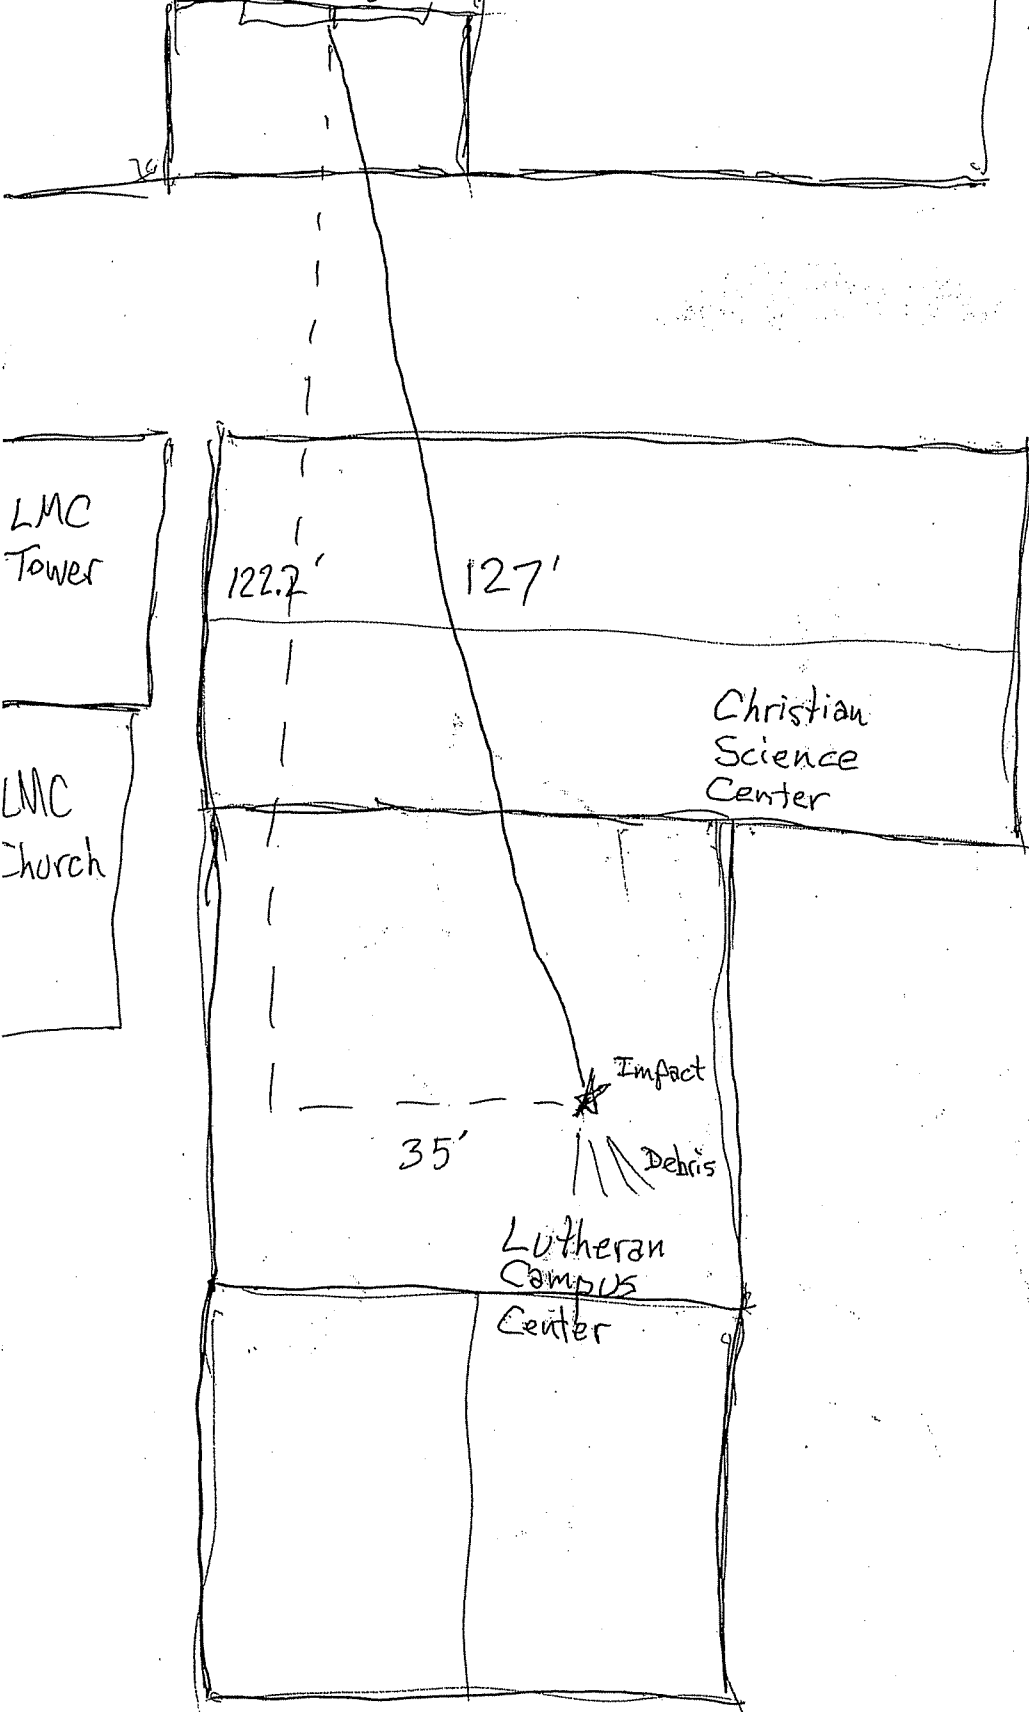 LMC
Tower
122.2'
127'
Christian
Science
Center
LMC
Church
Impact
35'
Debris
Lutheran
Campus
Center